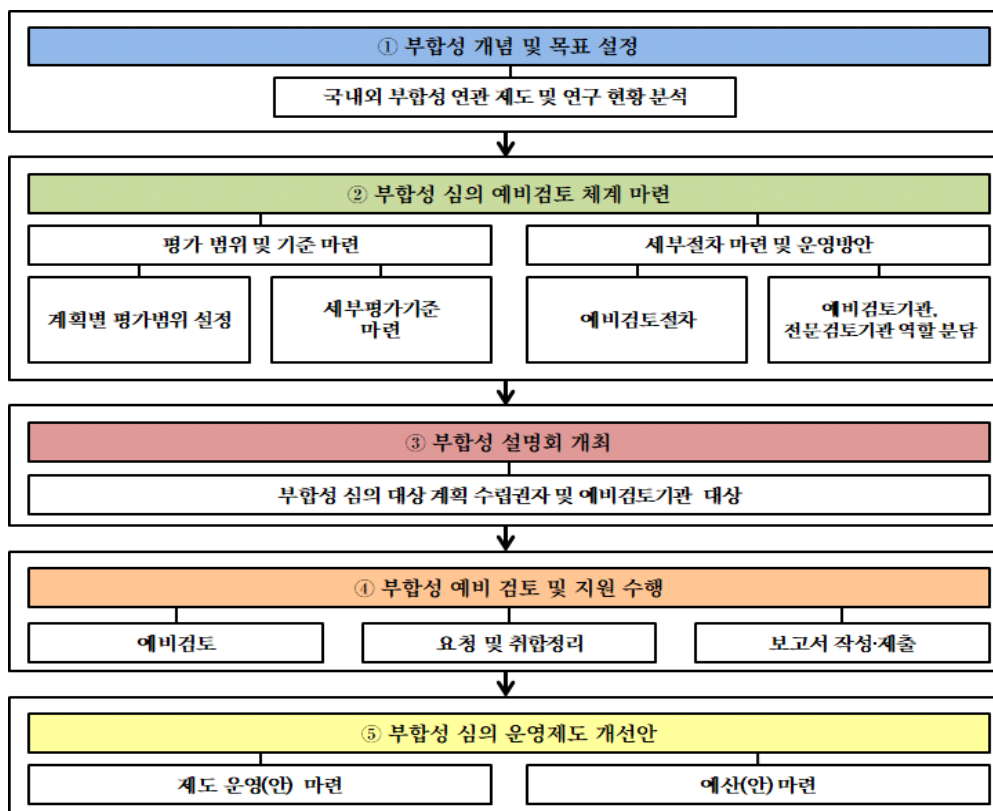 ① 부합성 개념 및 목표 설정
국내외 부합성 연관 제도 및 연구 현황 분석
② 부합성 심의 예비검토 체계 마련
평가 범위 및 기준 마련
세부절차 마련 및 운영방안
계획별 평가범위 설정
세부평가기준
마련
예비검토절차
예비검토기관,
전문검토기관 역할 분담
③ 부합성 설명회 개최
부합성 심의 대상 계획 수립권자 및 예비검토기관 대상
④ 부합성 예비 검토 및 지원 수행
예비검토
요청 및 취합정리
보고서 작성·제출
⑤ 부합성 심의 운영제도 개선안
제도 운영(안) 마련
예산(안) 마련